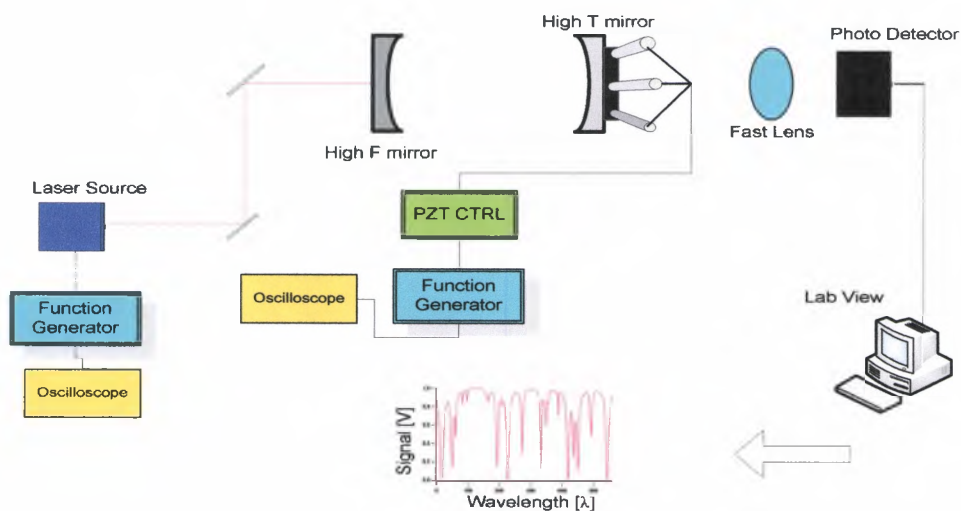 High T mirror
Photo Detector
High F mirror
Fast Lens
Laser Source
PZT CTRL
Function
Generator
Oscilloscope
Function
Generator
Oscilloscope
Lab View
Signal [V]
Wavelength [λ]